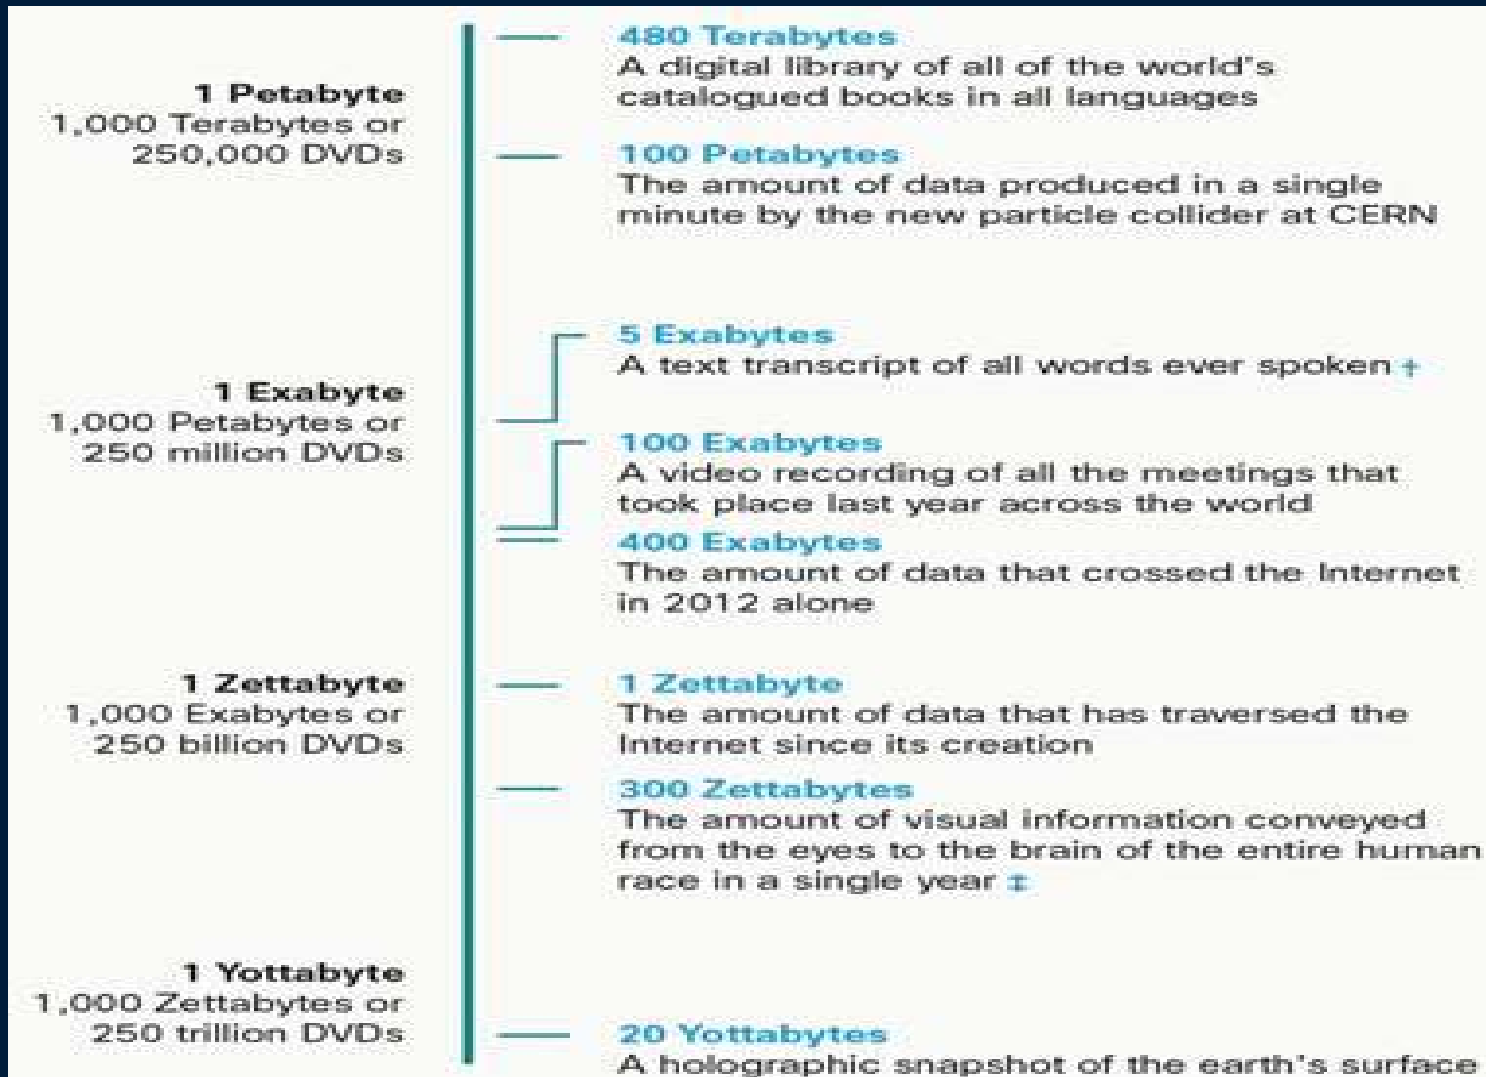 1 Petabyte
1,000 Terabytes or
250,000 DVDs
480 Terabytes
A digital library of all of the world's
catalogued books in all languages
100 Petabytes
The amount of data produced in a single
minute by the new particle collider at CERN
1 Exabyte
1,000 Petabytes or
250 million DVDs
5 Exabytes
A text transcript of all words ever spoken †
100 Exabytes
A video recording of all the meetings that
took place last year across the world
400 Exabytes
The amount of data that crossed the Internet
in 2012 alone
1 Zettabyte
1,000 Exabytes or
250 billion DVDs
1 Zettabyte
The amount of data that has traversed the
Internet since its creation
300 Zettabytes
The amount of visual information conveyed
from the eyes to the brain of the entire human
race in a single year ‡
1 Yottabyte
1,000 Zettabytes or
250 trillion DVDs
20 Yottabytes
A holographic snapshot of the earth's surface